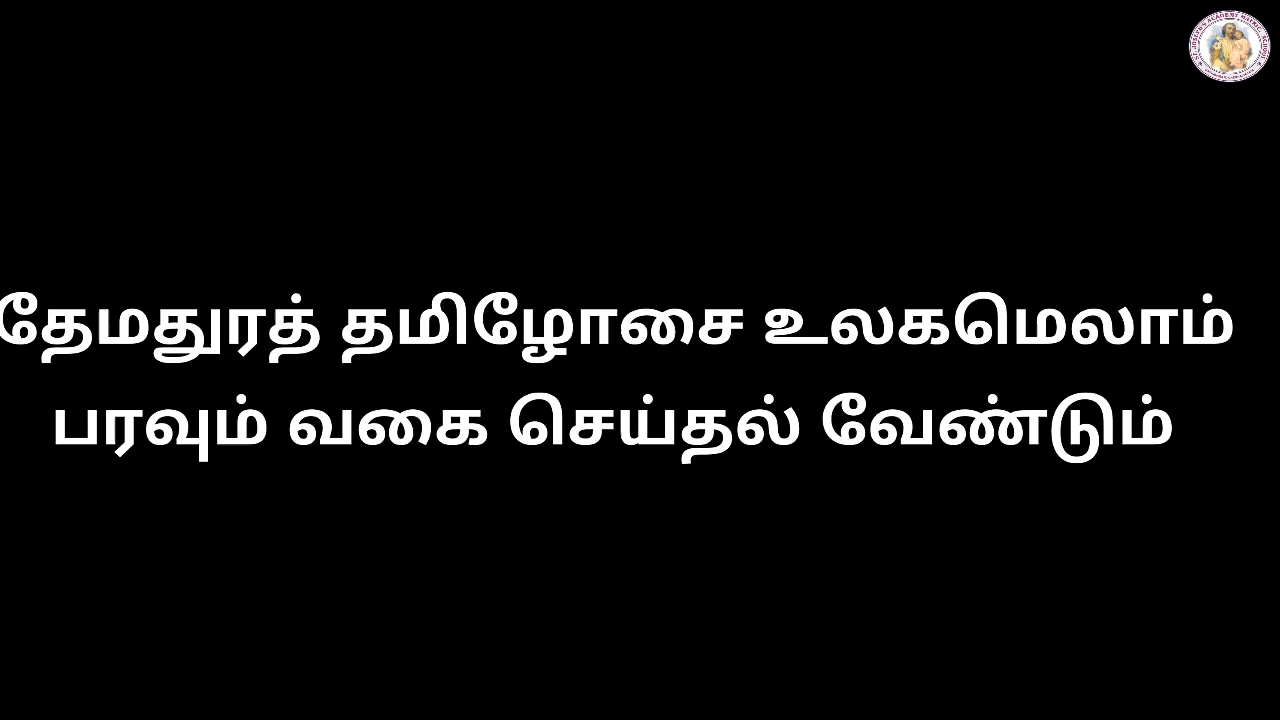 தேமதுரத் தமிழோசை உலகமெலாம்
பரவும் வகை செய்தல் வேண்டும்